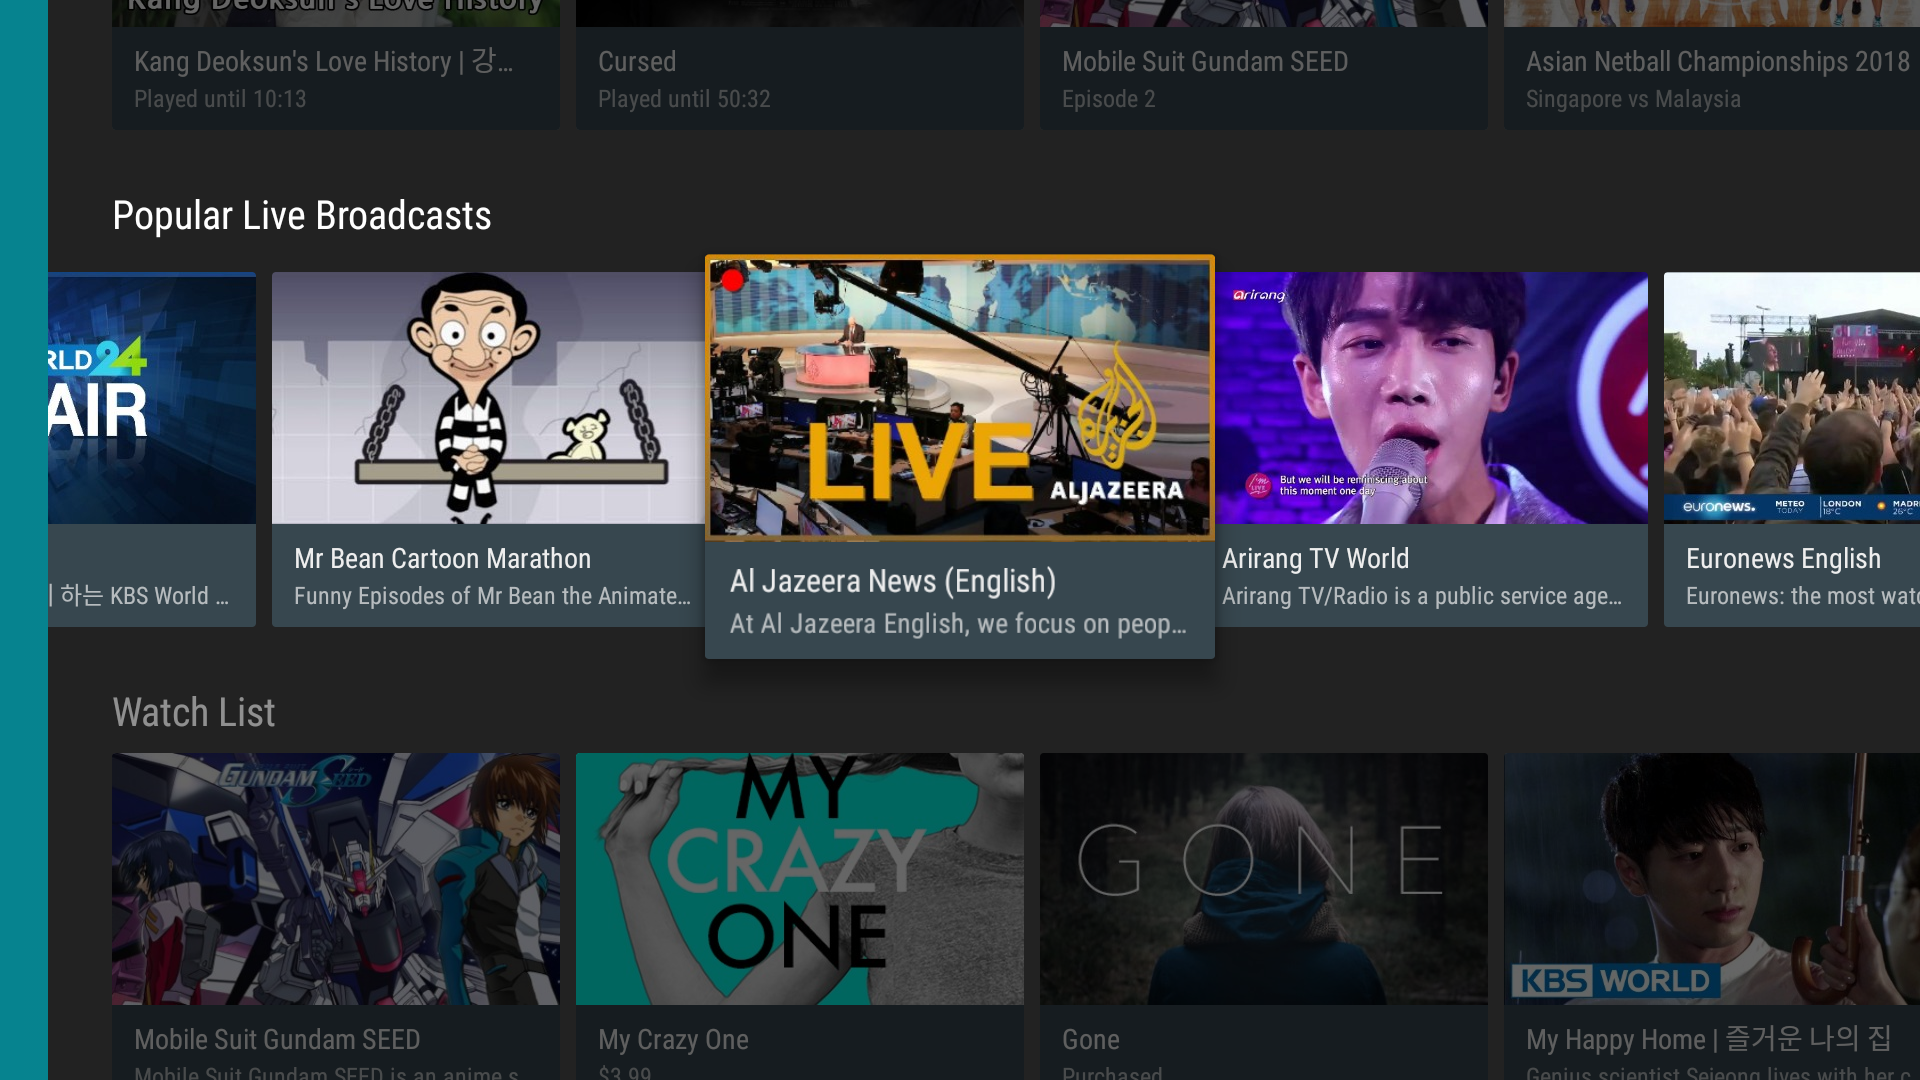 Kang Deoksun's Love History
Kang Deoksun's Love History | 강...
Played until 10:13
Cursed
Played until 50:32
Mobile Suit Gundam SEED
Episode 2
Asian Netball Championships 2018
Singapore vs Malaysia
Popular Live Broadcasts
RLD 24
AIR
하는 KBS World ...
Mr Bean Cartoon Marathon
Funny Episodes of Mr Bean the Animate...
LIVE
ALJAZEERA
Al Jazeera News (English)
At Al Jazeera English, we focus on peop...
arirang
I'm LIVE
But we will be reminiscing about
this moment one day
Arirang TV World
Arirang TV/Radio is a public service age...
euronews.
METEO
TODAY
LONDON
18°C
MADR
26°C
Euronews English
Euronews: the most watc
Watch List
GUNDAM SEED
Mobile Suit Gundam SEED
Mobile Suit Gundam SEED is an anime s
MY
CRAZY
ONE
My Crazy One
$3.99
GONE
Gone
Purchased
KBS WORLD
My Happy Home | 즐거운 나의 집
Genius scientist Sejeong lives with her c